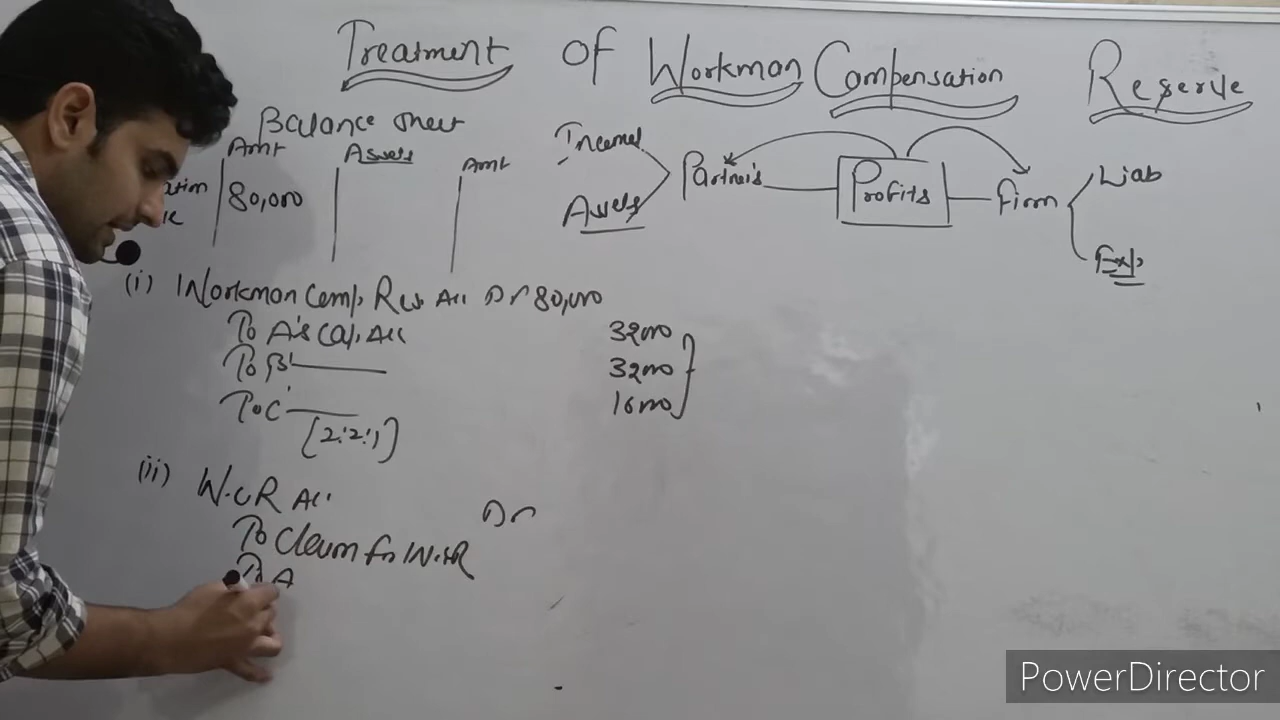 Treatment of Workman Compensation Reserve
Balance sheet
Amt Assets Amt
80,000
Assets
Partner's Profits Firm
Liab
Exp.
(i) Workman Comp. Res. A/c Dr 80,000
To A's Cap. A/c 32000
To B' 32000
To C' 16000
[2:2:1]
(ii) W.C.R A/c Dr
To Claim for W.C.R
To A
PowerDirector